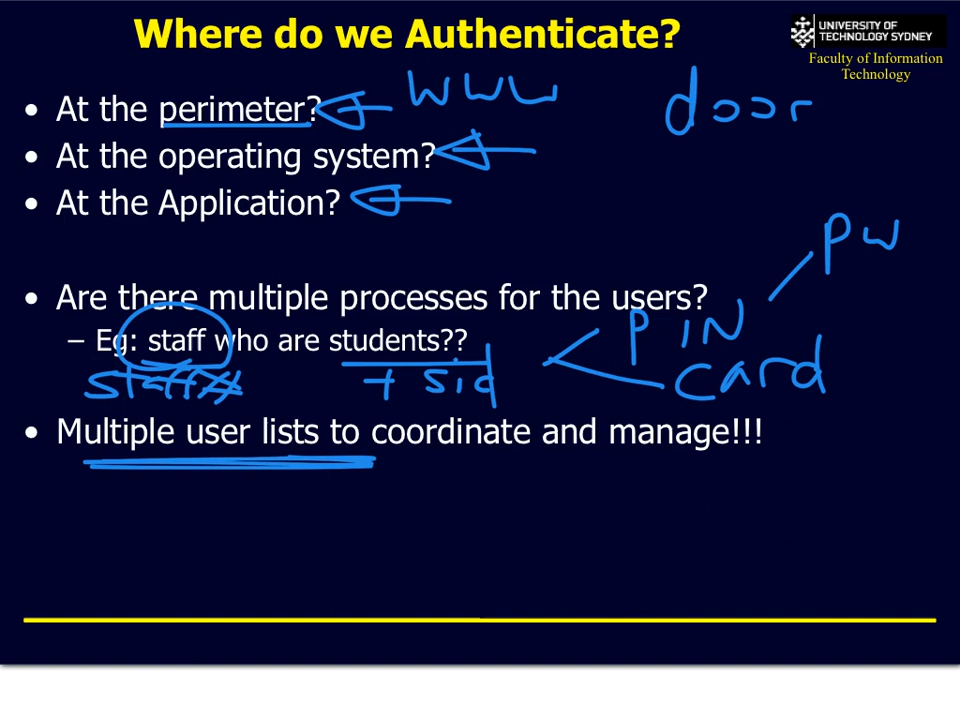 Where do we Authenticate?
UNIVERSITY OF
TECHNOLOGY SYDNEY
Faculty of Information
Technology
• At the perimeter?
www
door
• At the operating system?
• At the Application?
pw
• Are there multiple processes for the users?
– Eg: staff who are students??
PIN
staff#
+ sid
card
• Multiple user lists to coordinate and manage!!!